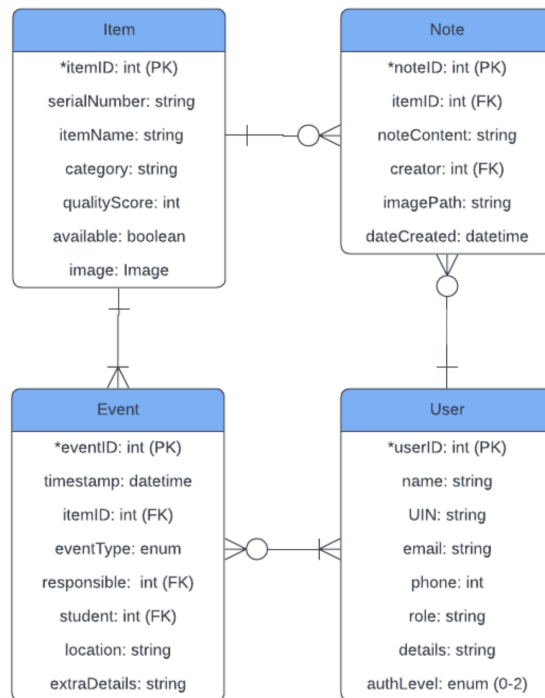 Item
*itemID: int (PK)
serialNumber: string
itemName: string
category: string
qualityScore: int
available: boolean
image: Image
Note
*noteID: int (PK)
itemID: int (FK)
noteContent: string
creator: int (FK)
imagePath: string
dateCreated: datetime
Event
*eventID: int (PK)
timestamp: datetime
itemID: int (FK)
eventType: enum
responsible: int (FK)
student: int (FK)
location: string
extraDetails: string
User
*userID: int (PK)
name: string
UIN: string
email: string
phone: int
role: string
details: string
authLevel: enum (0-2)